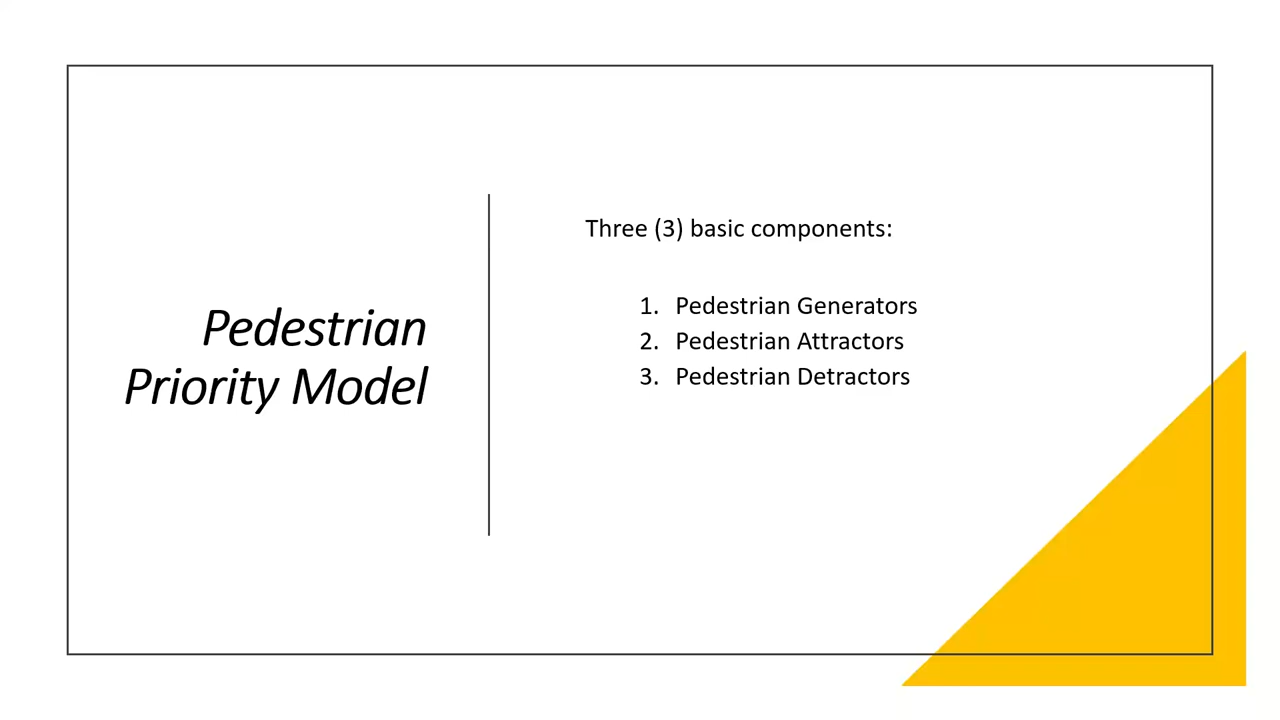 Pedestrian
Priority Model
Three (3) basic components:
1. Pedestrian Generators
2. Pedestrian Attractors
3. Pedestrian Detractors